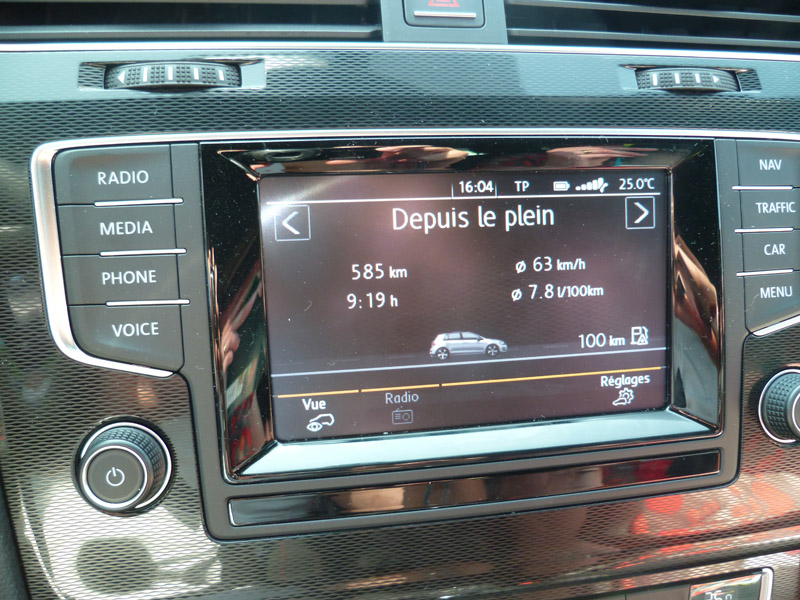 RADIO
MEDIA
PHONE
VOICE
16:04 TP 25.0°C
Depuis le plein
585 km
9:19 h
ø 63 km/h
ø 7.8 l/100km
100 km
Vue
Radio
Réglages
NAV
TRAFFIC
CAR
MENU